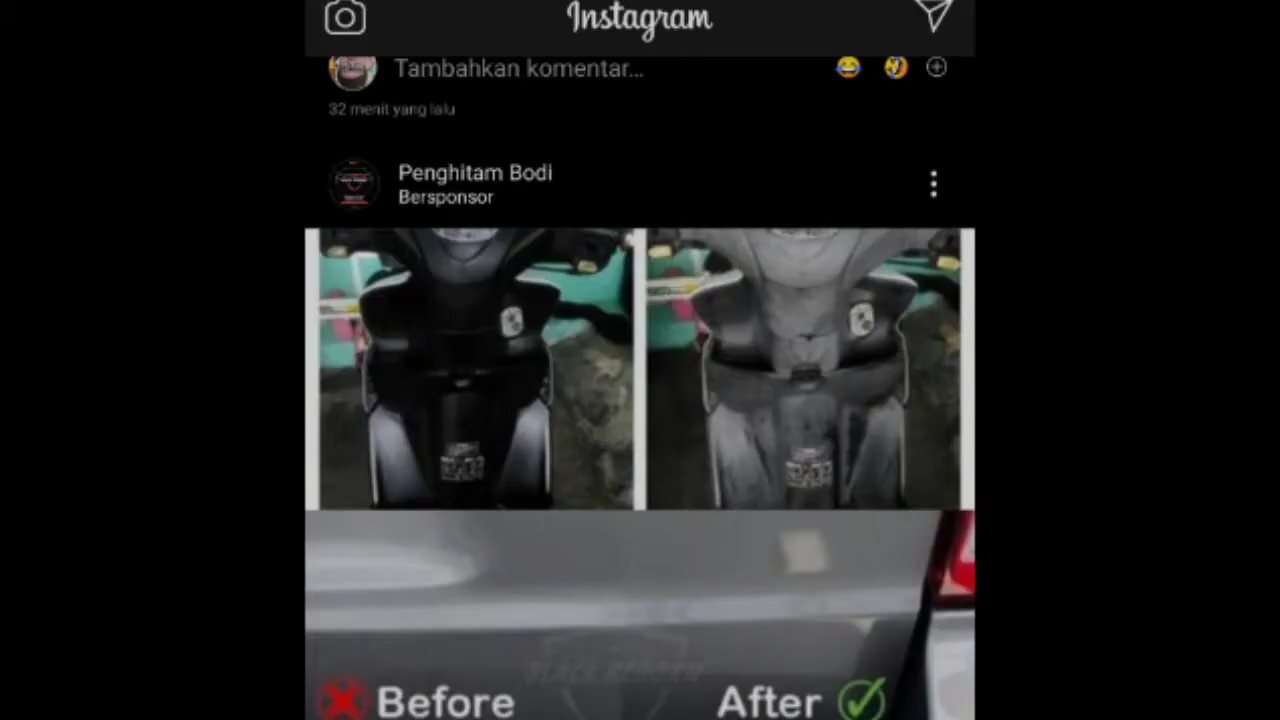 Instagram
Tambahkan komentar...
32 menit yang lalu
Penghitam Bodi
Bersponsor
Before
After